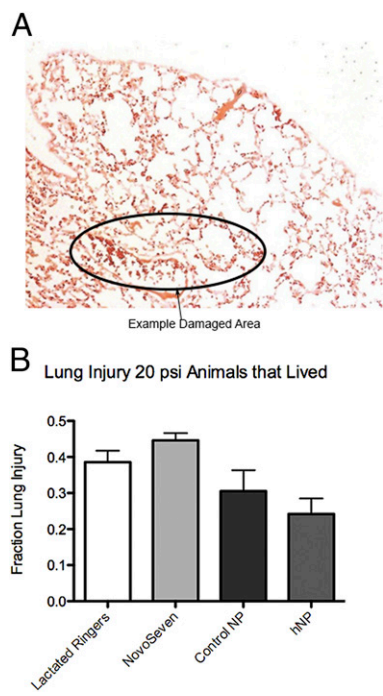 A
Example Damaged Area
B
Lung Injury 20 psi Animals that Lived
Fraction Lung Injury
0.5
0.4
0.3
0.2
0.1
0.0
Lactated Ringers
NovoSeven
Control NP
hNP